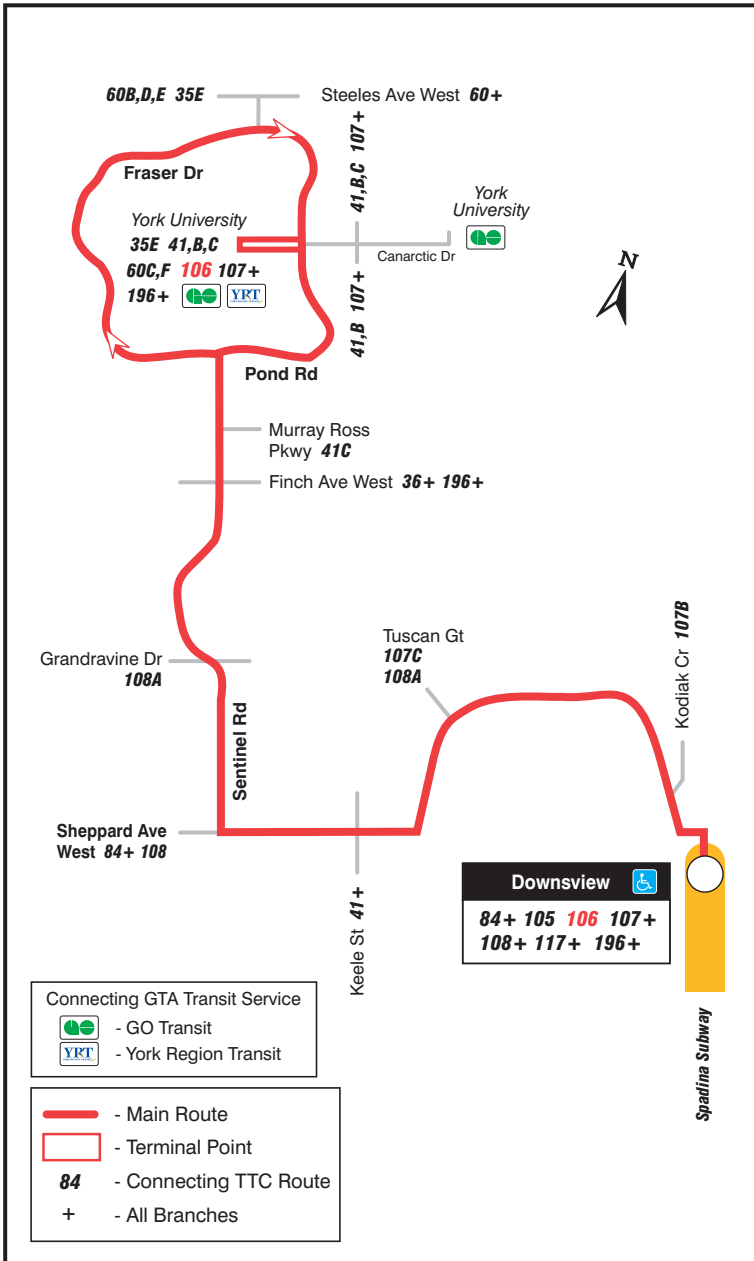 60B,D,E 35E
Steeles Ave West 60+
Fraser Dr
41,B,C 107+
York
University
York University
35E 41,B,C
60C,F 106 107+
196+ GO YRT
Canarctic Dr
GO
N
41,B 107+
Pond Rd
Murray Ross
Pkwy 41C
Finch Ave West 36+ 196+
Grandravine Dr
108A
Tuscan Gt
107C
108A
Kodiak Cr 107B
Sentinel Rd
Sheppard Ave
West 84+ 108
Keele St 41+
Downsview
84+ 105 106 107+
108+ 117+ 196+
Spadina Subway
Connecting GTA Transit Service
GO - GO Transit
YRT - York Region Transit
- Main Route
- Terminal Point
84 - Connecting TTC Route
+ - All Branches